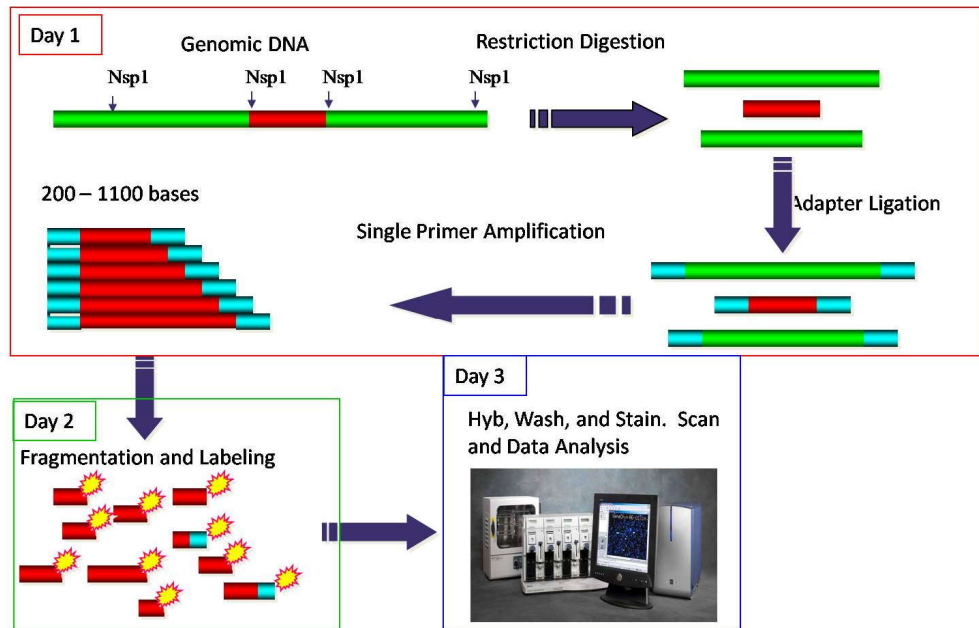 Day 1
Genomic DNA
Restriction Digestion
Nsp1
Nsp1
Nsp1
Nsp1
200 – 1100 bases
Adapter Ligation
Single Primer Amplification
Day 2
Fragmentation and Labeling
Day 3
Hyb, Wash, and Stain. Scan
and Data Analysis